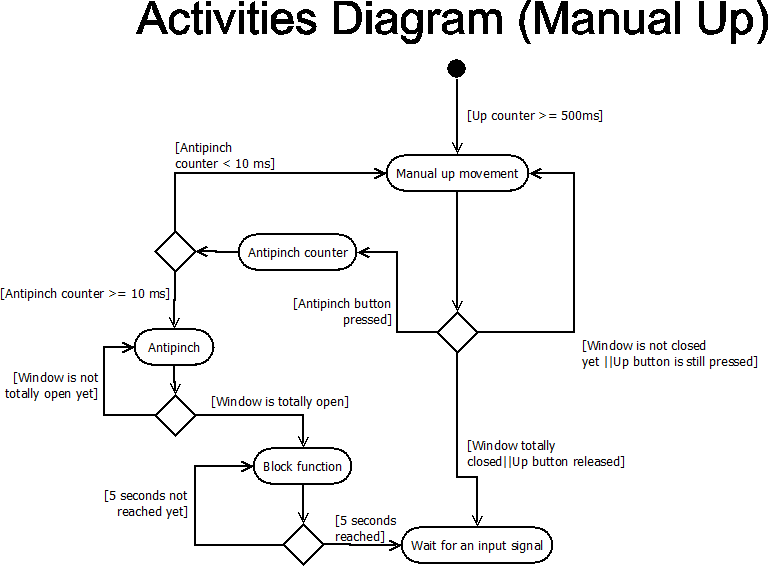 Activities Diagram (Manual Up)
[Up counter >= 500ms]
[Antipinch
counter < 10 ms]
Manual up movement
Antipinch counter
[Antipinch counter >= 10 ms]
[Antipinch button
pressed]
Antipinch
[Window is not closed
yet ||Up button is still pressed]
[Window is not
totally open yet]
[Window is totally open]
[Window totally
closed||Up button released]
Block function
[5 seconds not
reached yet]
[5 seconds
reached]
Wait for an input signal